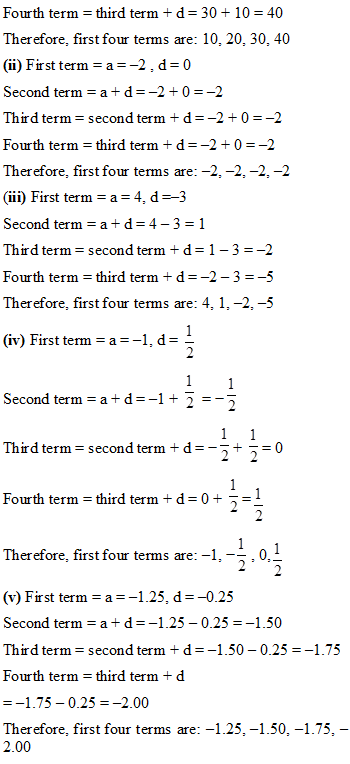 Fourth term = third term + d = 30 + 10 = 40
Therefore, first four terms are: 10, 20, 30, 40
(ii) First term = a = –2 , d = 0
Second term = a + d = –2 + 0 = –2
Third term = second term + d = –2 + 0 = –2
Fourth term = third term + d = –2 + 0 = –2
Therefore, first four terms are: –2, –2, –2, –2
(iii) First term = a = 4, d =–3
Second term = a + d = 4 – 3 = 1
Third term = second term + d = 1 – 3 = –2
Fourth term = third term + d = –2 – 3 = –5
Therefore, first four terms are: 4, 1, –2, –5
(iv) First term = a = –1, d = 1/2
Second term = a + d = –1 + 1/2 = –1/2
Third term = second term + d = –1/2 + 1/2 = 0
Fourth term = third term + d = 0 + 1/2 = 1/2
Therefore, first four terms are: –1, –1/2 , 0, 1/2
(v) First term = a = –1.25, d = –0.25
Second term = a + d = –1.25 – 0.25 = –1.50
Third term = second term + d = –1.50 – 0.25 = –1.75
Fourth term = third term + d
= –1.75 – 0.25 = –2.00
Therefore, first four terms are: –1.25, –1.50, –1.75, –
2.00